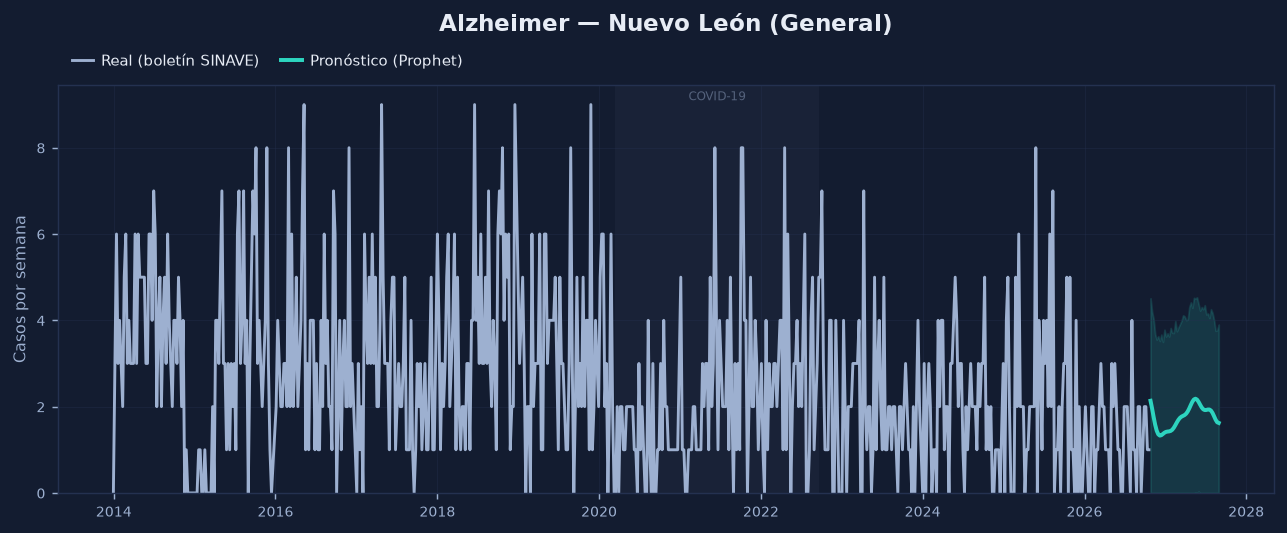 Alzheimer — Nuevo León (General)
Real (boletín SINAVE) Pronóstico (Prophet)
COVID-19
Casos por semana
8
6
4
2
0
2014 2016 2018 2020 2022 2024 2026 2028